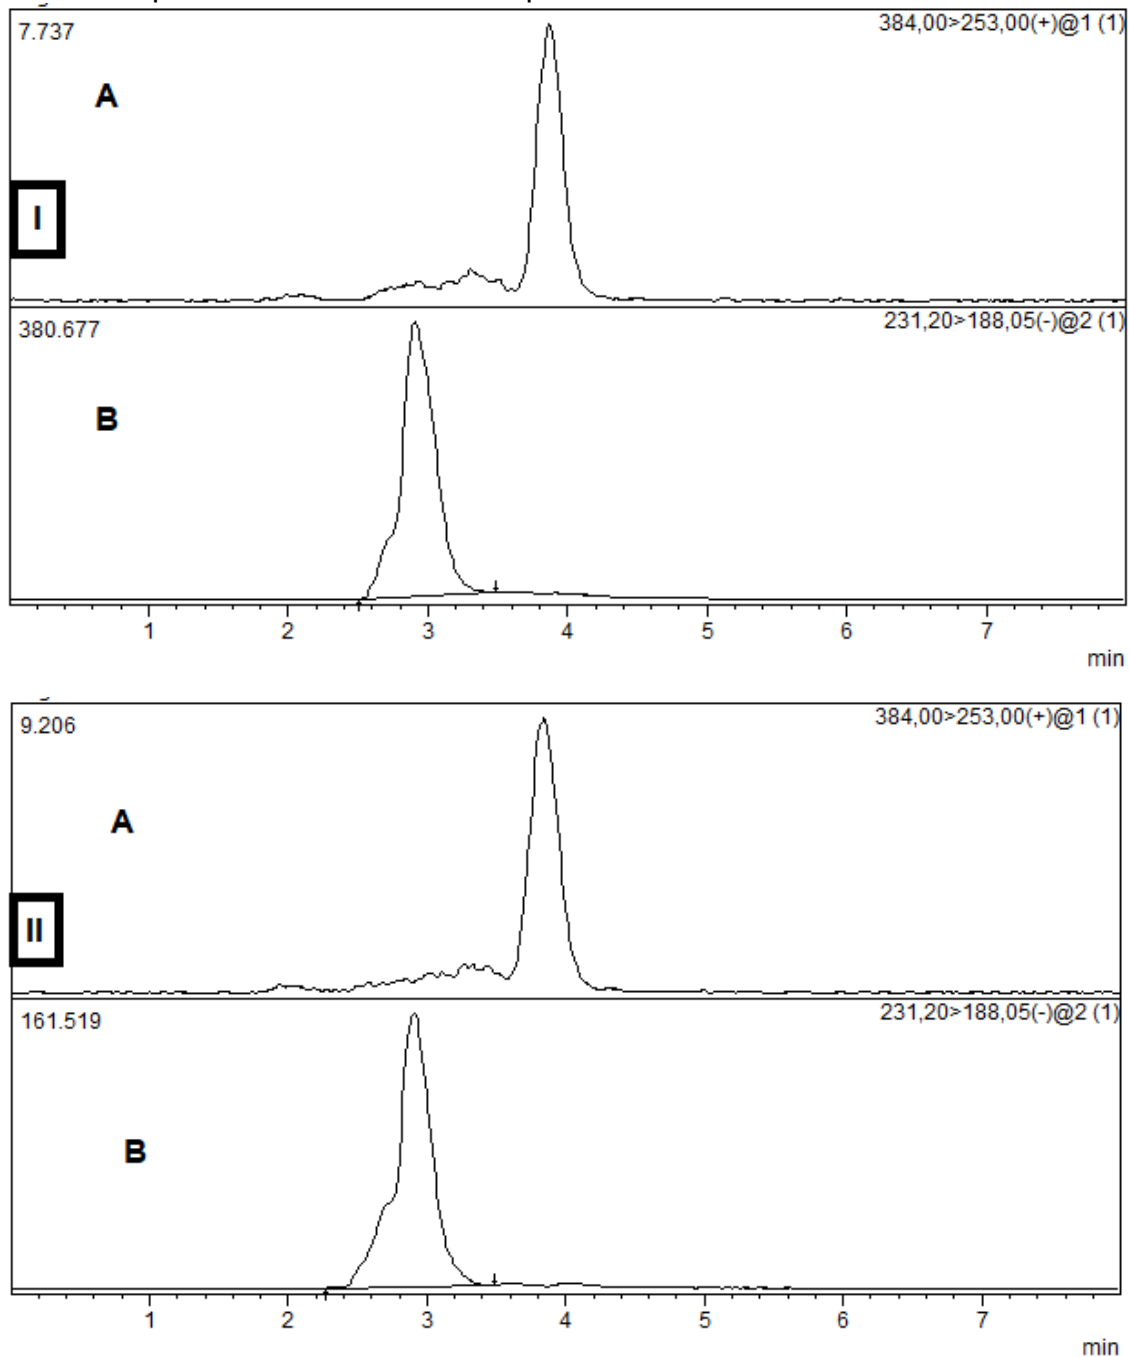 7.737
384,00>253,00(+)@1 (1)
A
I
380.677
231,20>188,05(-)@2 (1)
B
1 2 3 4 5 6 7
min
9.206
384,00>253,00(+)@1 (1)
A
II
161.519
231,20>188,05(-)@2 (1)
B
1 2 3 4 5 6 7
min